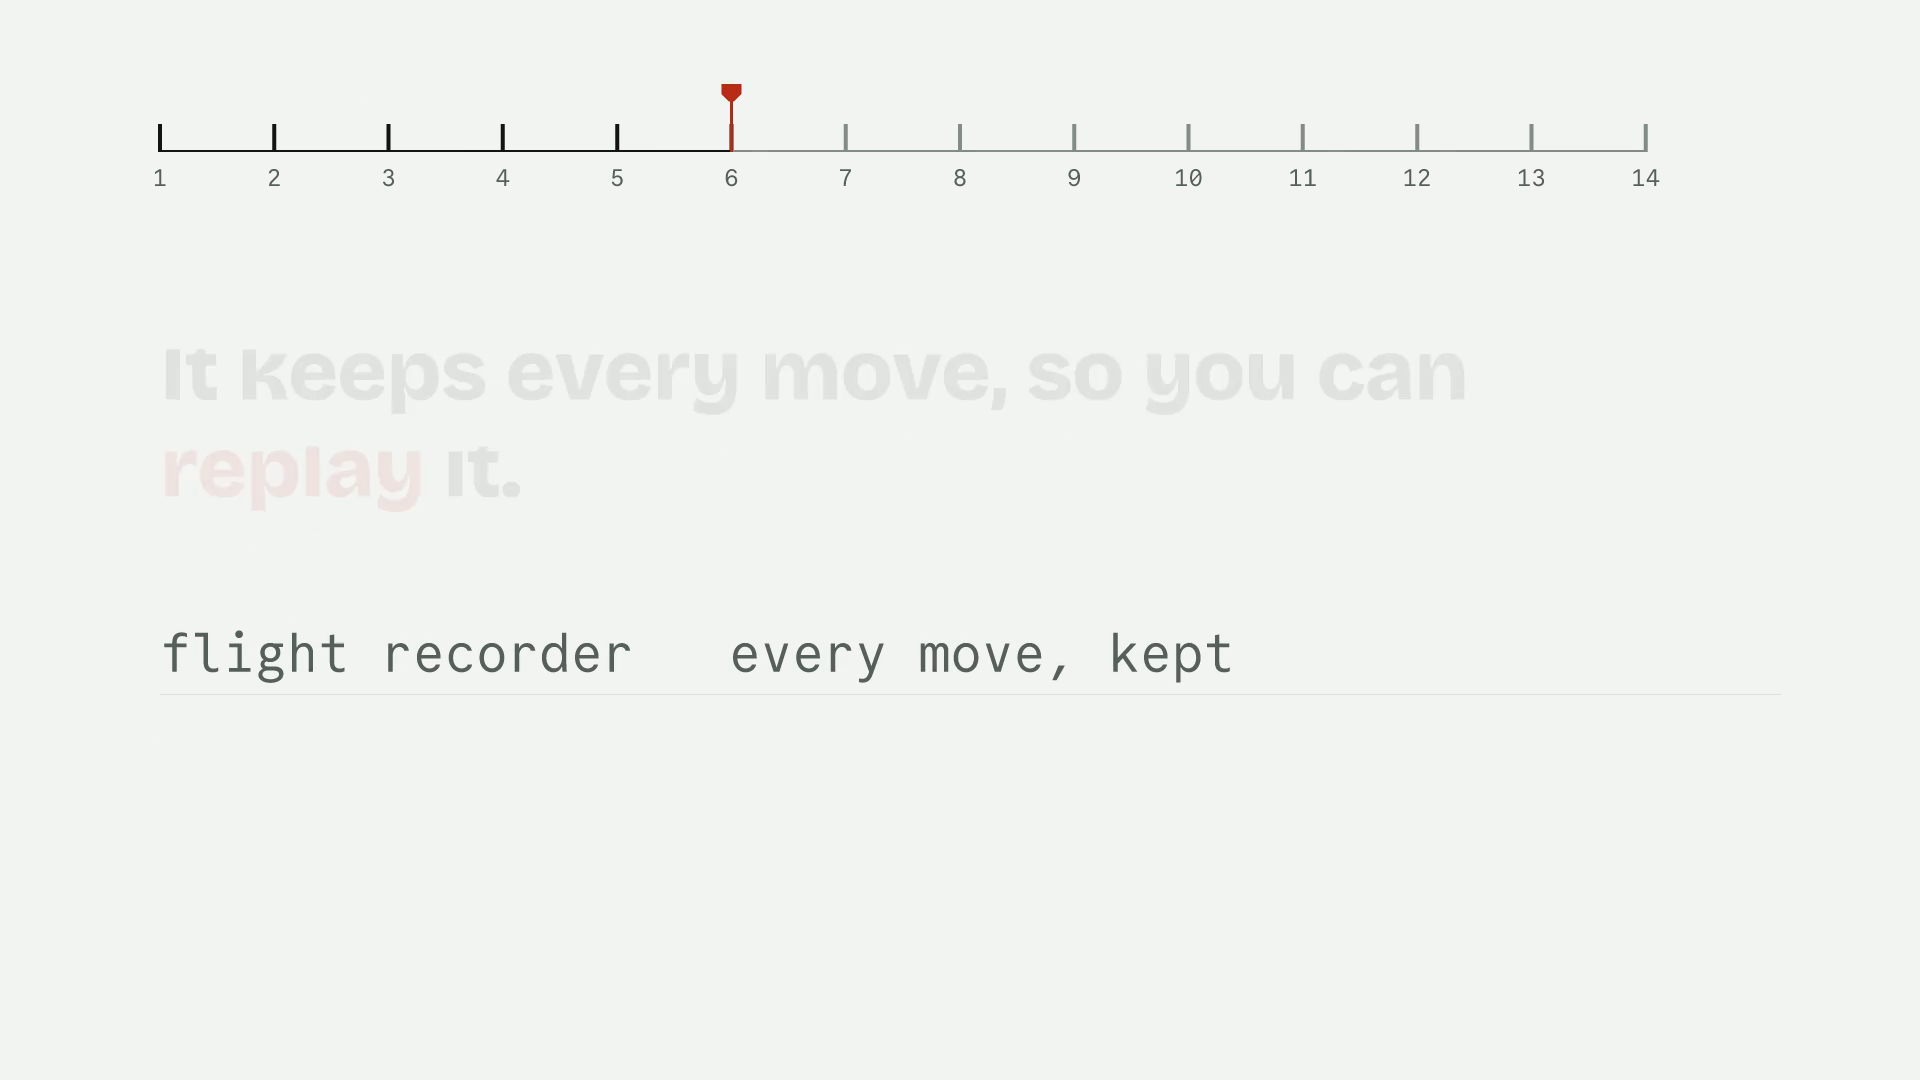 1 2 3 4 5 6 7 8 9 10 11 12 13 14
It keeps every move, so you can
replay it.
flight recorder every move, kept